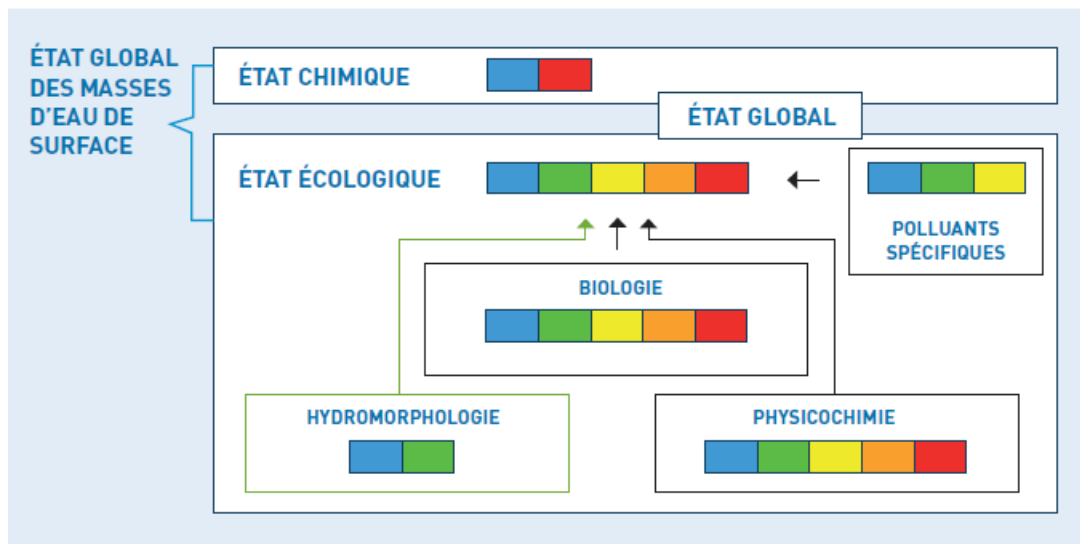 ÉTAT GLOBAL
DES MASSES
D'EAU DE
SURFACE
ÉTAT CHIMIQUE
ÉTAT GLOBAL
ÉTAT ÉCOLOGIQUE
POLLUANTS
SPÉCIFIQUES
BIOLOGIE
HYDROMORPHOLOGIE
PHYSICOCHIMIE